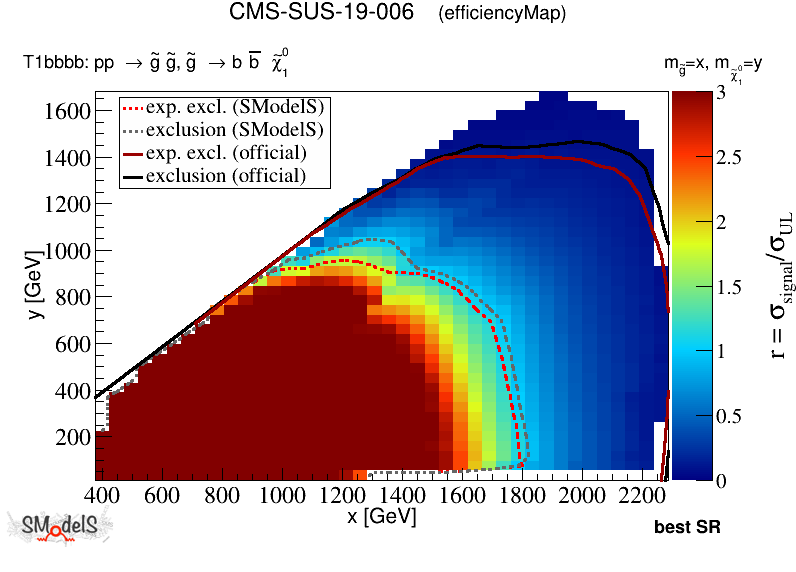 CMS-SUS-19-006 (efficiencyMap)
T1bbbb: pp → g̃ g̃, g̃ → b b̄ χ̃₁⁰
m_g̃=x, m_χ̃₁⁰=y
exp. excl. (SModelS)
exclusion (SModelS)
exp. excl. (official)
exclusion (official)
1600
1400
1200
1000
800
600
400
200
y [GeV]
400 600 800 1000 1200 1400 1600 1800 2000 2200
x [GeV]
3
2.5
2
1.5
1
0.5
0
r = σ_signal/σ_UL
SModelS
best SR